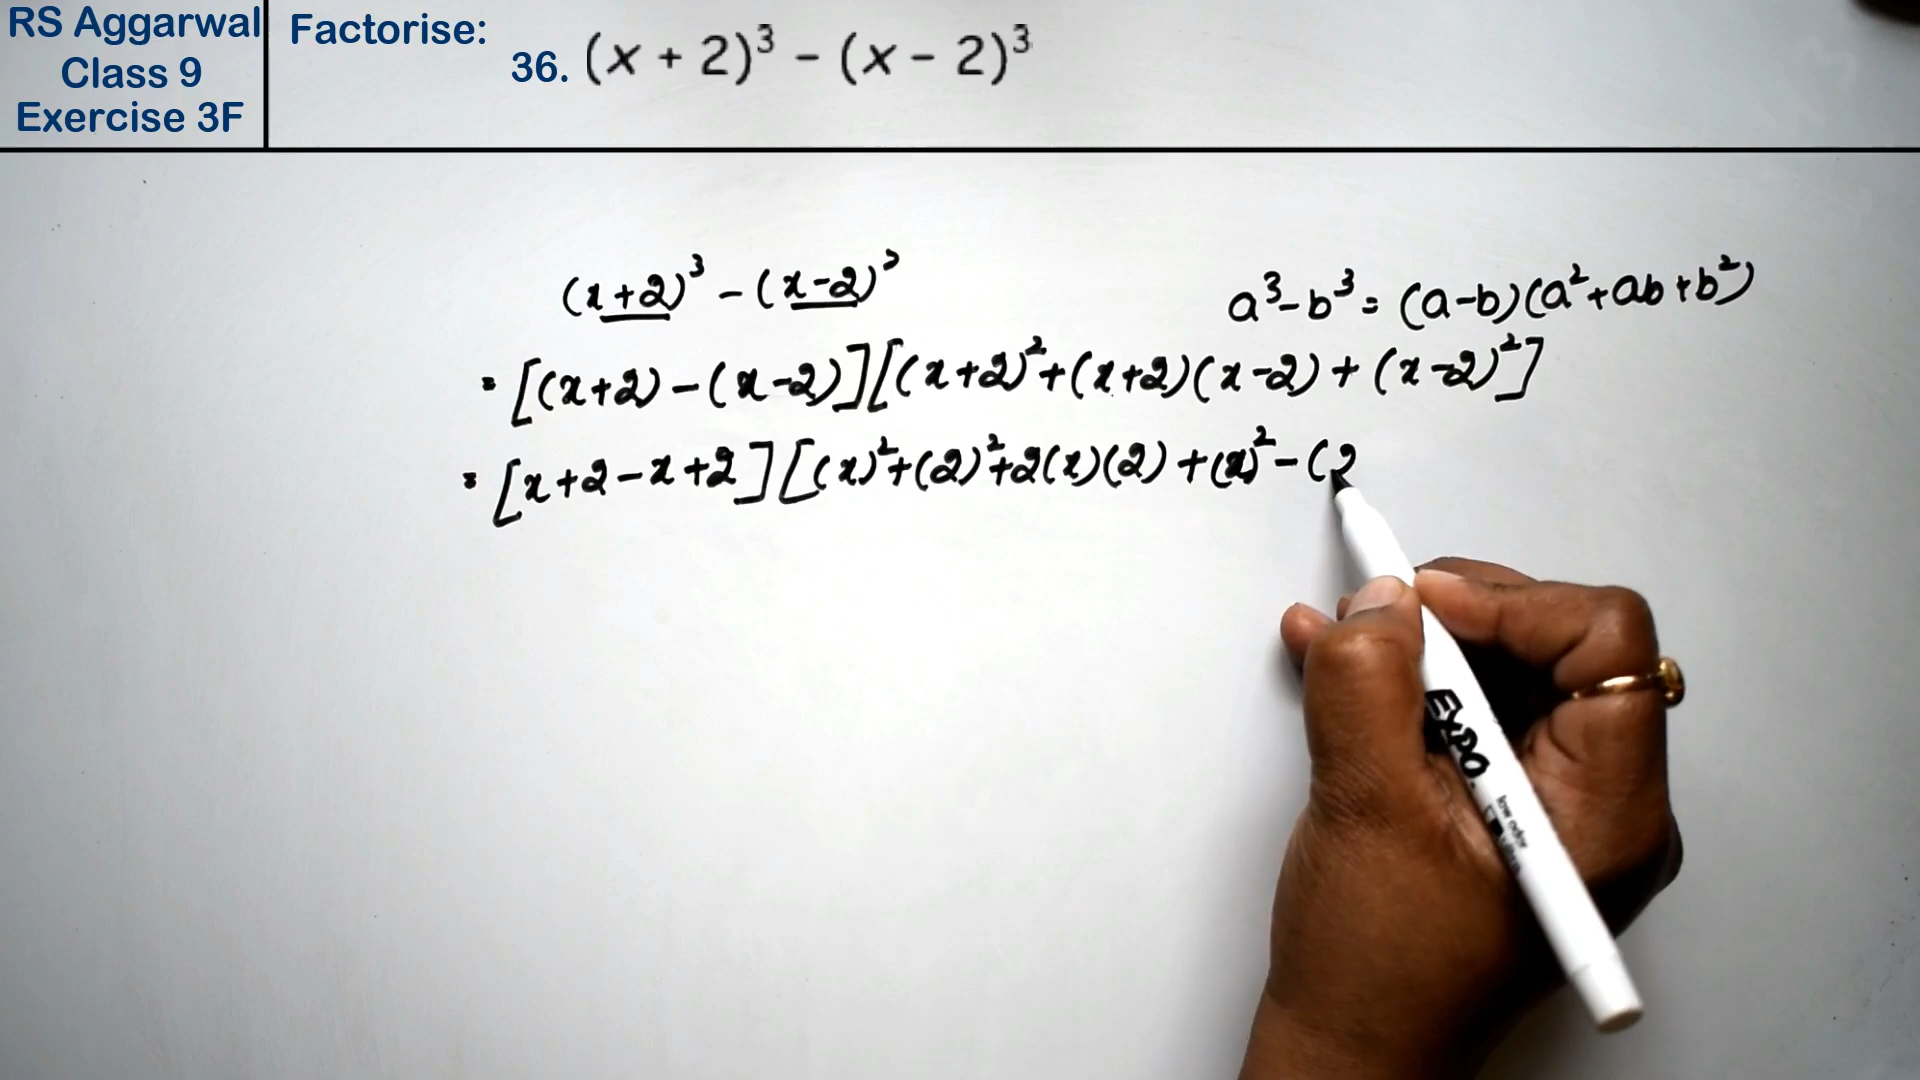 RS Aggarwal
Class 9
Exercise 3F
Factorise:
36. (x + 2)³ - (x - 2)³
(x+2)³ - (x-2)³
a³-b³ = (a-b)(a²+ab+b²)
= [(x+2) - (x-2)][(x+2)²+(x+2)(x-2) + (x-2)²]
= [x+2-x+2][(x)²+(2)²+2(x)(2) + (x)² - (2
EXPO.
low odor